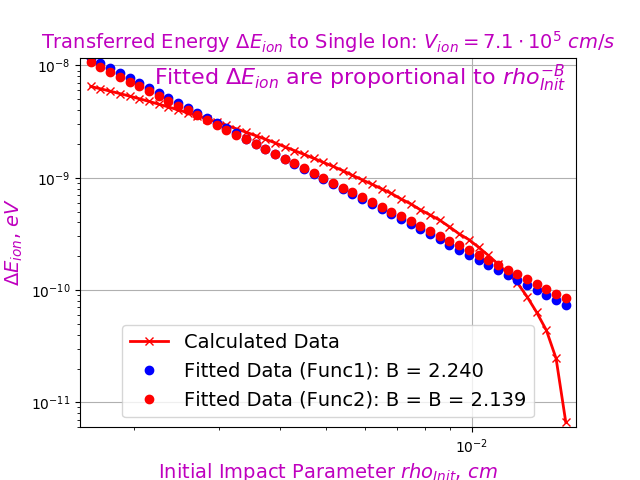 Transferred Energy ΔE_ion to Single Ion: V_ion = 7.1 · 10^5 cm/s
Fitted ΔE_ion are proportional to rho_Init^-B
10^-8
10^-9
10^-10
10^-11
ΔE_ion, eV
Calculated Data
Fitted Data (Func1): B = 2.240
Fitted Data (Func2): B = B = 2.139
10^-2
Initial Impact Parameter rho_Init, cm